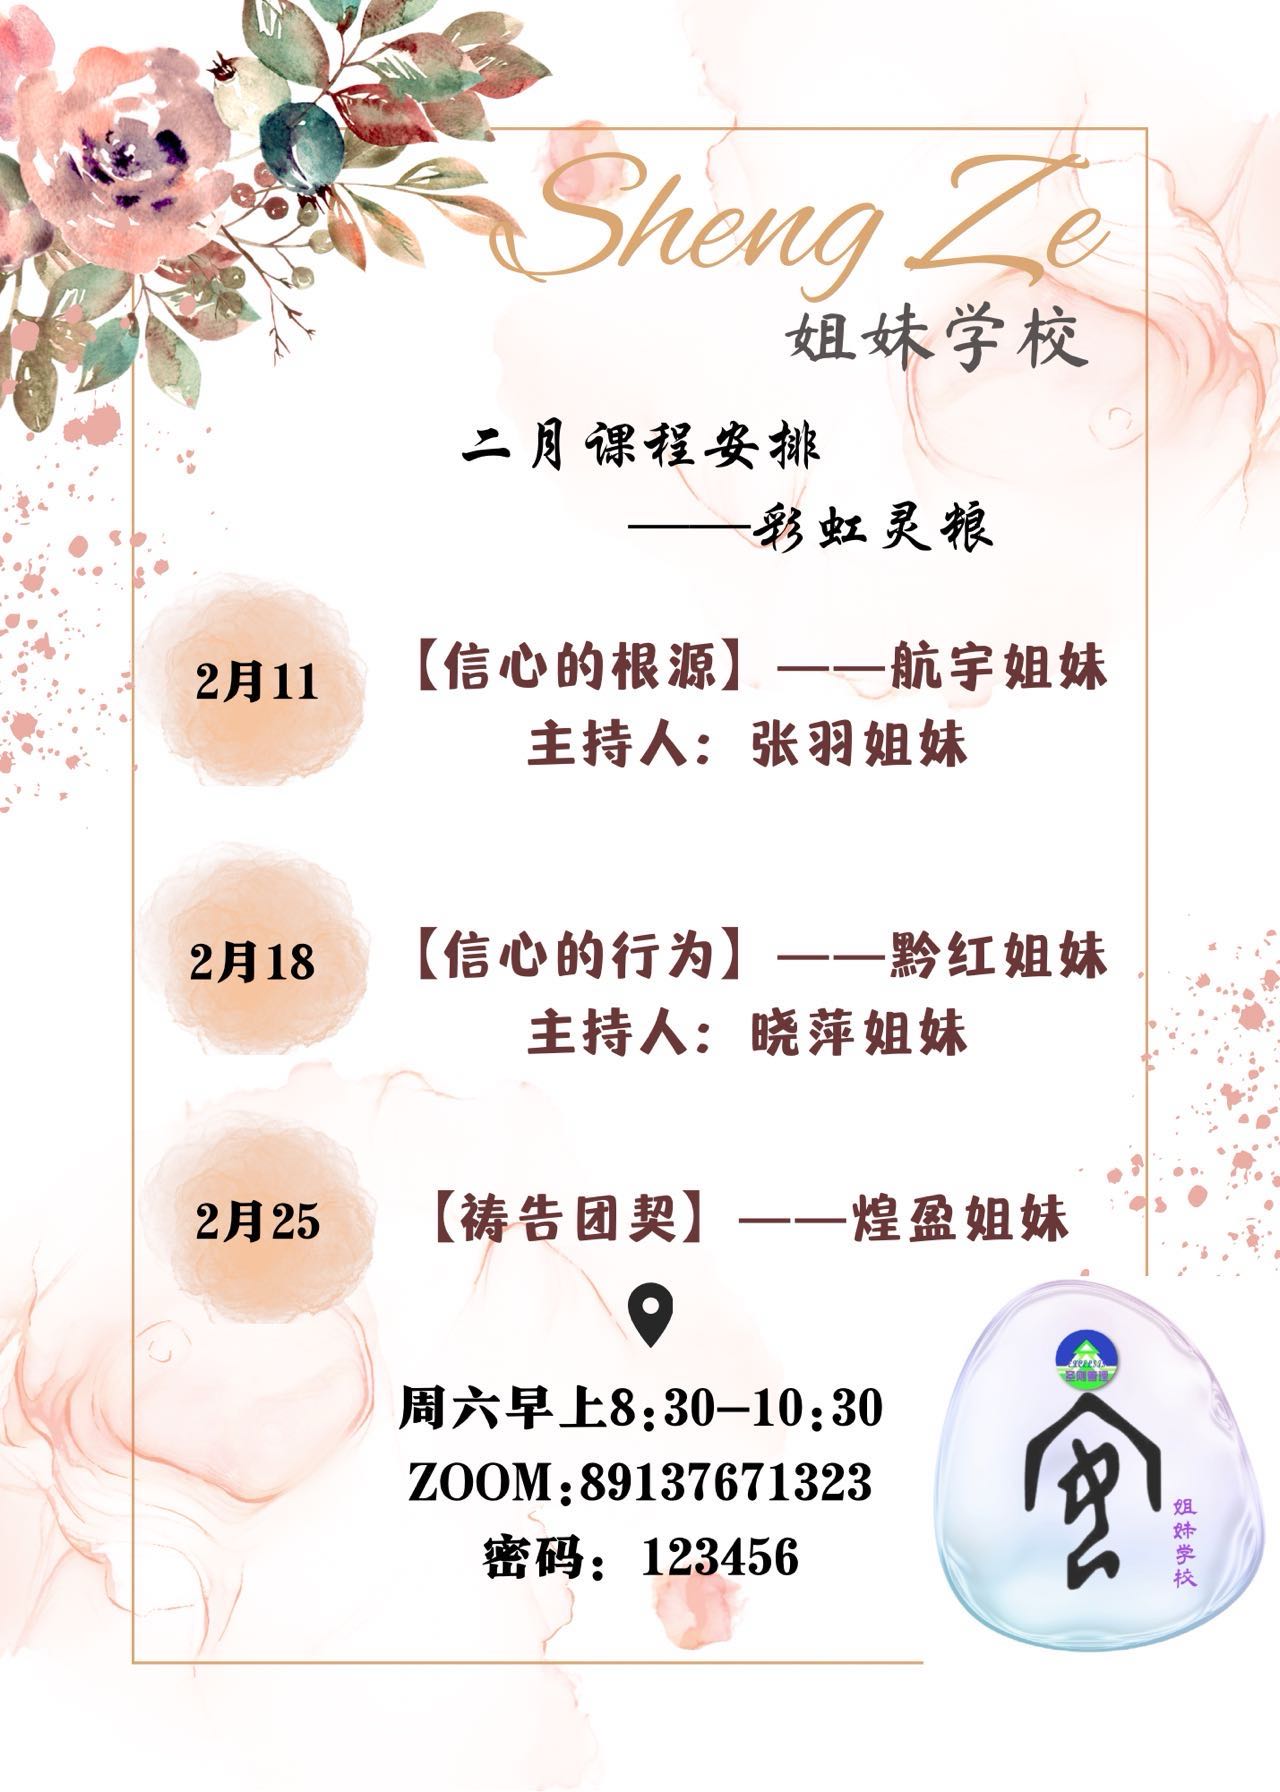 Sheng Ze
姐妹学校
二月课程安排
——彩虹灵粮
2月11
【信心的根源】——航宇姐妹
主持人：张羽姐妹
2月18
【信心的行为】——黔红姐妹
主持人：晓萍姐妹
2月25
【祷告团契】——煌盈姐妹
周六早上8:30-10:30
ZOOM:89137671323
密码：123456
姐妹学校